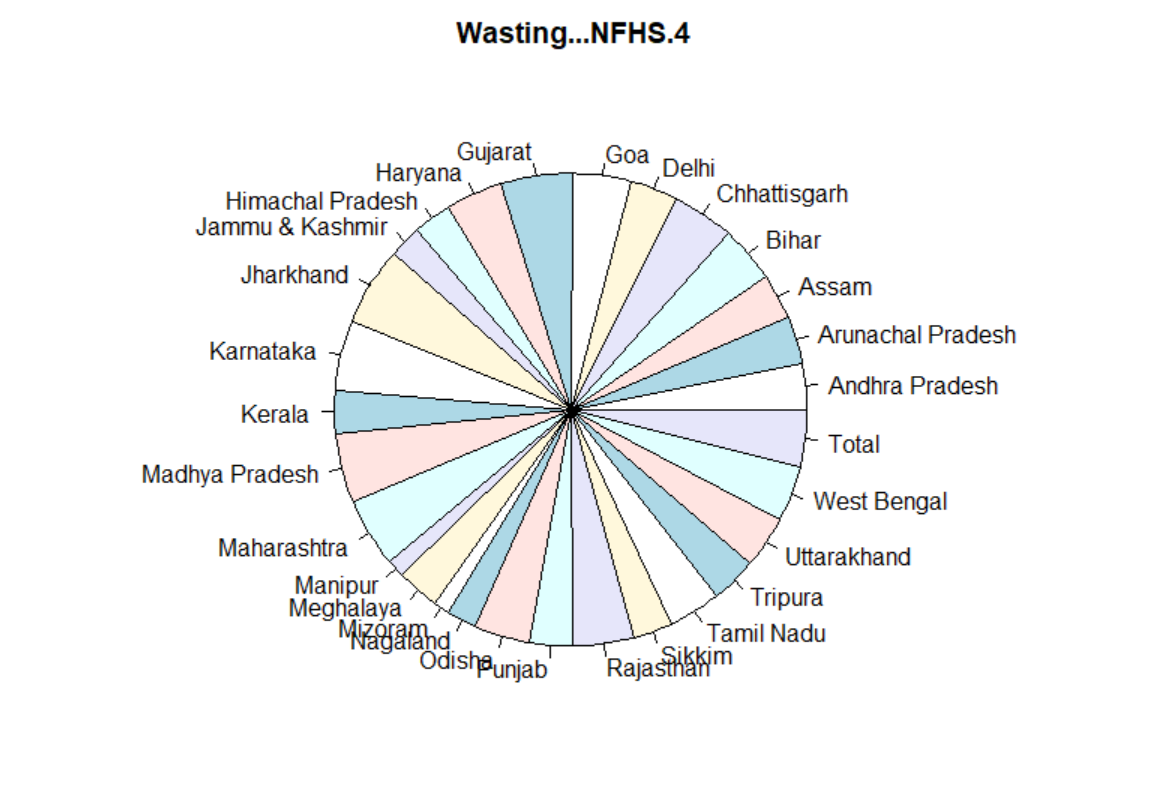 Wasting...NFHS.4
Gujarat
Goa
Haryana
Delhi
Himachal Pradesh
Chhattisgarh
Jammu & Kashmir
Bihar
Jharkhand
Assam
Arunachal Pradesh
Karnataka
Andhra Pradesh
Kerala
Total
Madhya Pradesh
West Bengal
Maharashtra
Uttarakhand
Manipur
Tripura
Meghalaya
Mizoram
Tamil Nadu
Nagaland
Sikkim
Odisha
Rajasthan
Punjab